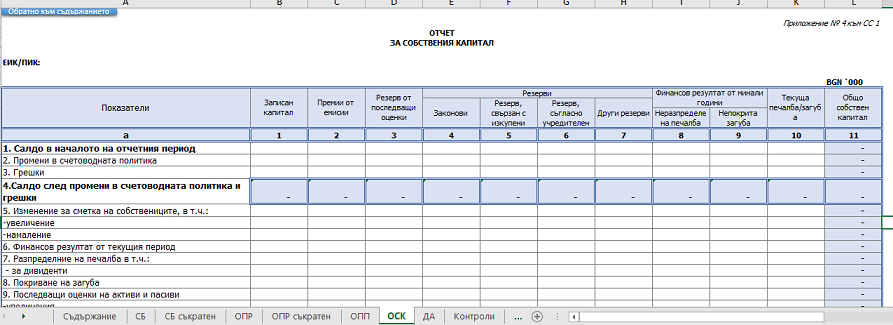 A B C D E F G H I J K L
Обратно към съдържанието
Приложение № 4 към СС 1
ОТЧЕТ
ЗА СОБСТВЕНИЯ КАПИТАЛ
ЕИК/ПИК:
BGN `000
Показатели
Записан капитал
Премии от емисии
Резерв от последващи оценки
Резерви
Законови
Резерв, свързан с изкупени
Резерв, съгласно учредителен
Други резерви
Финансов резултат от минали години
Неразпределе на печалба
Непокрита загуба
Текуща печалба/загуб а
Общо собствен капитал
а 1 2 3 4 5 6 7 8 9 10 11
1. Салдо в началото на отчетния период -
2. Промени в счетоводната политика -
3. Грешки -
4.Салдо след промени в счетоводната политика и грешки - - - - - - - - - - -
5. Изменение за сметка на собствениците, в т.ч.: -
-увеличение -
-намаление -
6. Финансов резултат от текущия период -
7. Разпределние на печалба в т.ч.: -
- за дивиденти -
8. Покриване на загуба -
9. Последващи оценки на активи и пасиви -
-увеличения -
Съдържание СБ СБ съкратен ОПР ОПР съкратен ОПП ОСК ДА Контроли ...